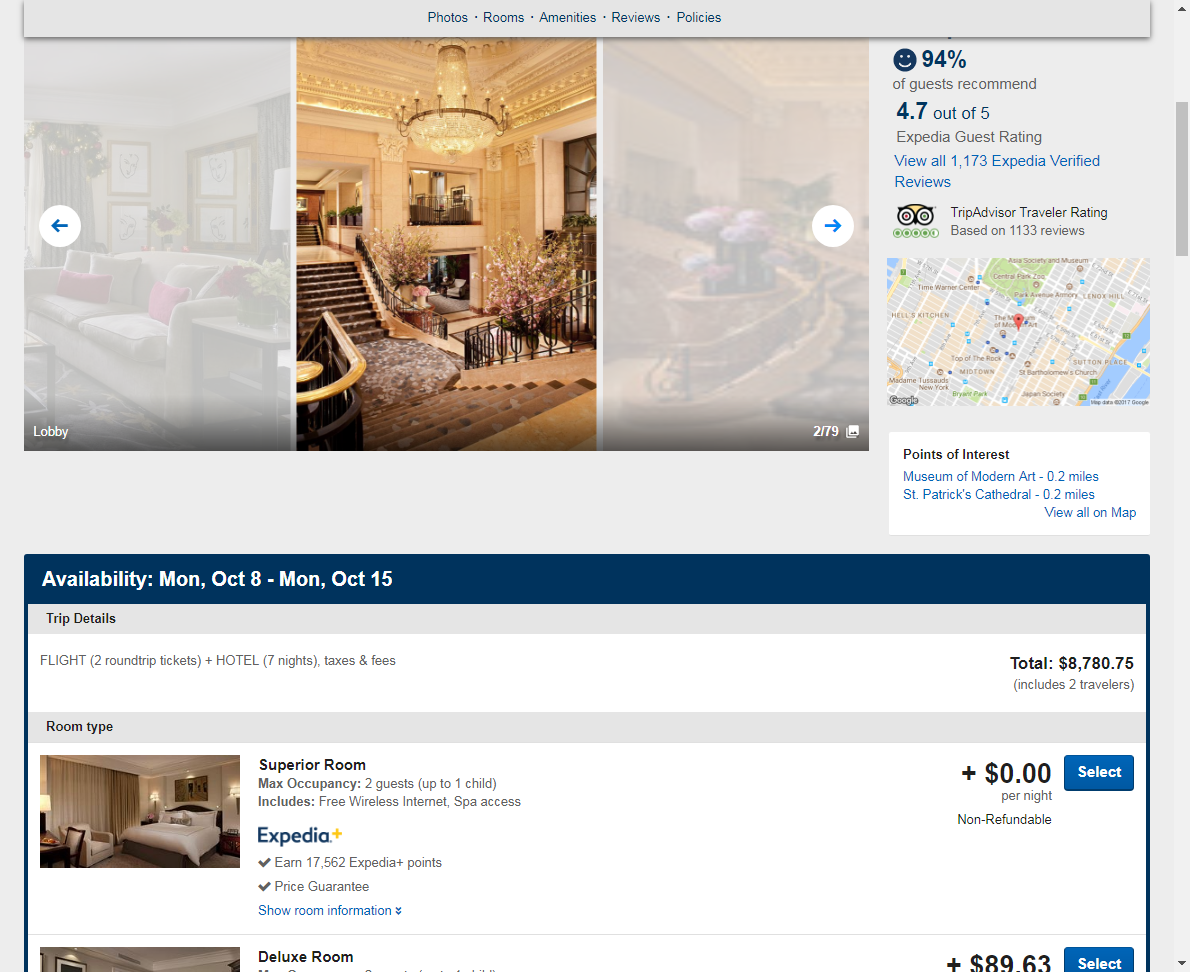 Photos · Rooms · Amenities · Reviews · Policies
94%
of guests recommend
4.7 out of 5
Expedia Guest Rating
View all 1,173 Expedia Verified
Reviews
TripAdvisor Traveler Rating
Based on 1133 reviews
Asia Society and Museum
Central Park Zoo
Time Warner Center
Park Avenue Armory
LENOX HILL
HELL'S KITCHEN
The Museum
of Modern Art
Top of The Rock
SUTTON PLACE
MIDTOWN
St Bartholomew's Church
Madame Tussauds
New York
Bryant Park
Japan Society
Google
Map data ©2017 Google
Lobby
2/79
Points of Interest
Museum of Modern Art - 0.2 miles
St. Patrick's Cathedral - 0.2 miles
View all on Map
Availability: Mon, Oct 8 - Mon, Oct 15
Trip Details
FLIGHT (2 roundtrip tickets) + HOTEL (7 nights), taxes & fees
Total: $8,780.75
(includes 2 travelers)
Room type
Superior Room
Max Occupancy: 2 guests (up to 1 child)
Includes: Free Wireless Internet, Spa access
+ $0.00
per night
Non-Refundable
Select
Expedia+
Earn 17,562 Expedia+ points
Price Guarantee
Show room information
Deluxe Room
+ $89.63
Select